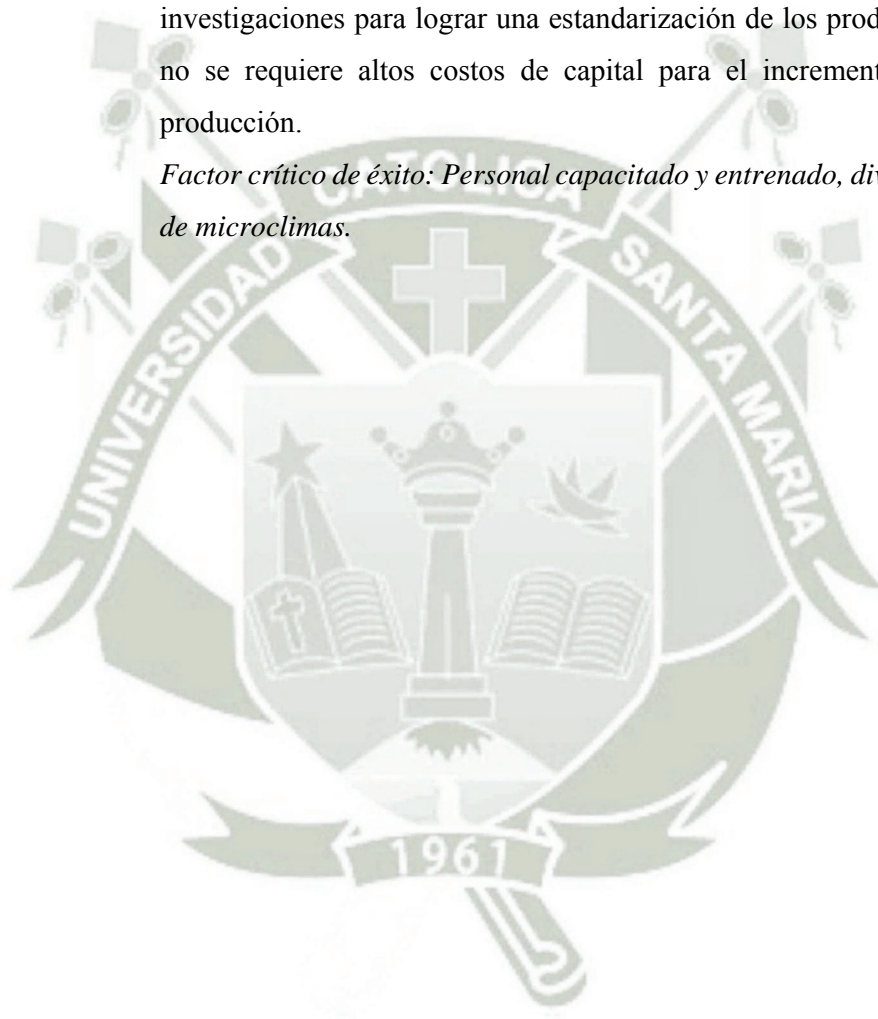 investigaciones para lograr una estandarización de los prod
no se requiere altos costos de capital para el increment
producción.
Factor crítico de éxito: Personal capacitado y entrenado, di
de microclimas.
UNIVERSIDAD CATOLICA SANTA MARIA
1961